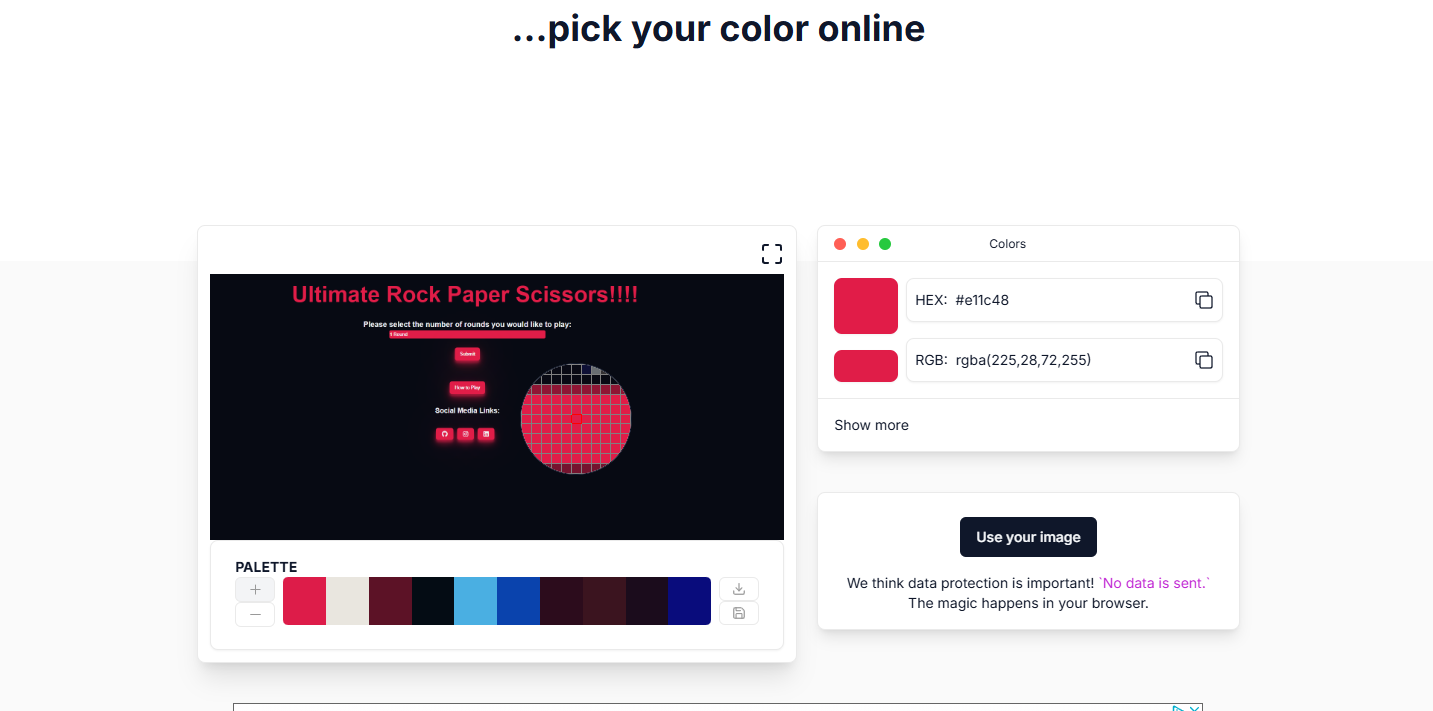 ...pick your color online
Ultimate Rock Paper Scissors!!!!
Please select the number of rounds you would like to play:
1 Round
Submit
How to Play
Social Media Links:
PALETTE
Colors
HEX: #e11c48
RGB: rgba(225,28,72,255)
Show more
Use your image
We think data protection is important! `No data is sent.`
The magic happens in your browser.